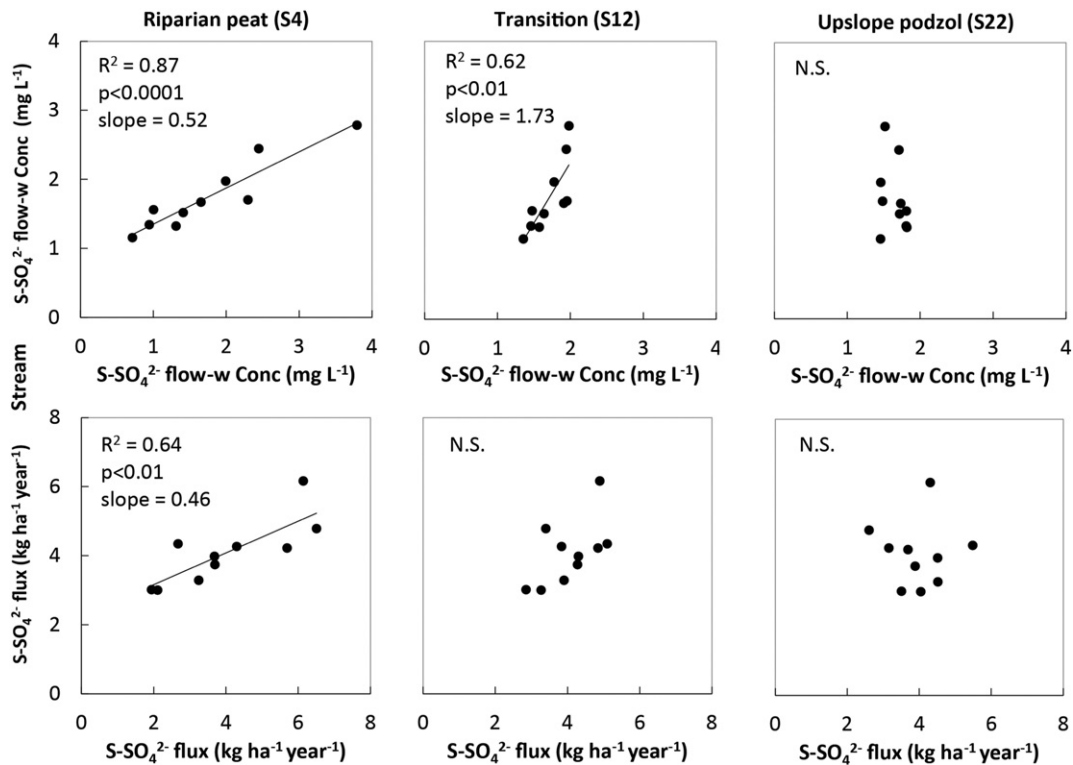 Riparian peat (S4)
Transition (S12)
Upslope podzol (S22)
S-SO₄²⁻ flow-w Conc (mg L⁻¹)
4
3
2
1
0
R² = 0.87
p<0.0001
slope = 0.52
0 1 2 3 4
S-SO₄²⁻ flow-w Conc (mg L⁻¹)
R² = 0.62
p<0.01
slope = 1.73
0 1 2 3 4
S-SO₄²⁻ flow-w Conc (mg L⁻¹)
N.S.
0 1 2 3 4
S-SO₄²⁻ flow-w Conc (mg L⁻¹)
Stream
S-SO₄²⁻ flux (kg ha⁻¹ year⁻¹)
8
6
4
2
0
R² = 0.64
p<0.01
slope = 0.46
0 2 4 6 8
S-SO₄²⁻ flux (kg ha⁻¹ year⁻¹)
N.S.
0 2 4 6 8
S-SO₄²⁻ flux (kg ha⁻¹ year⁻¹)
N.S.
0 2 4 6 8
S-SO₄²⁻ flux (kg ha⁻¹ year⁻¹)